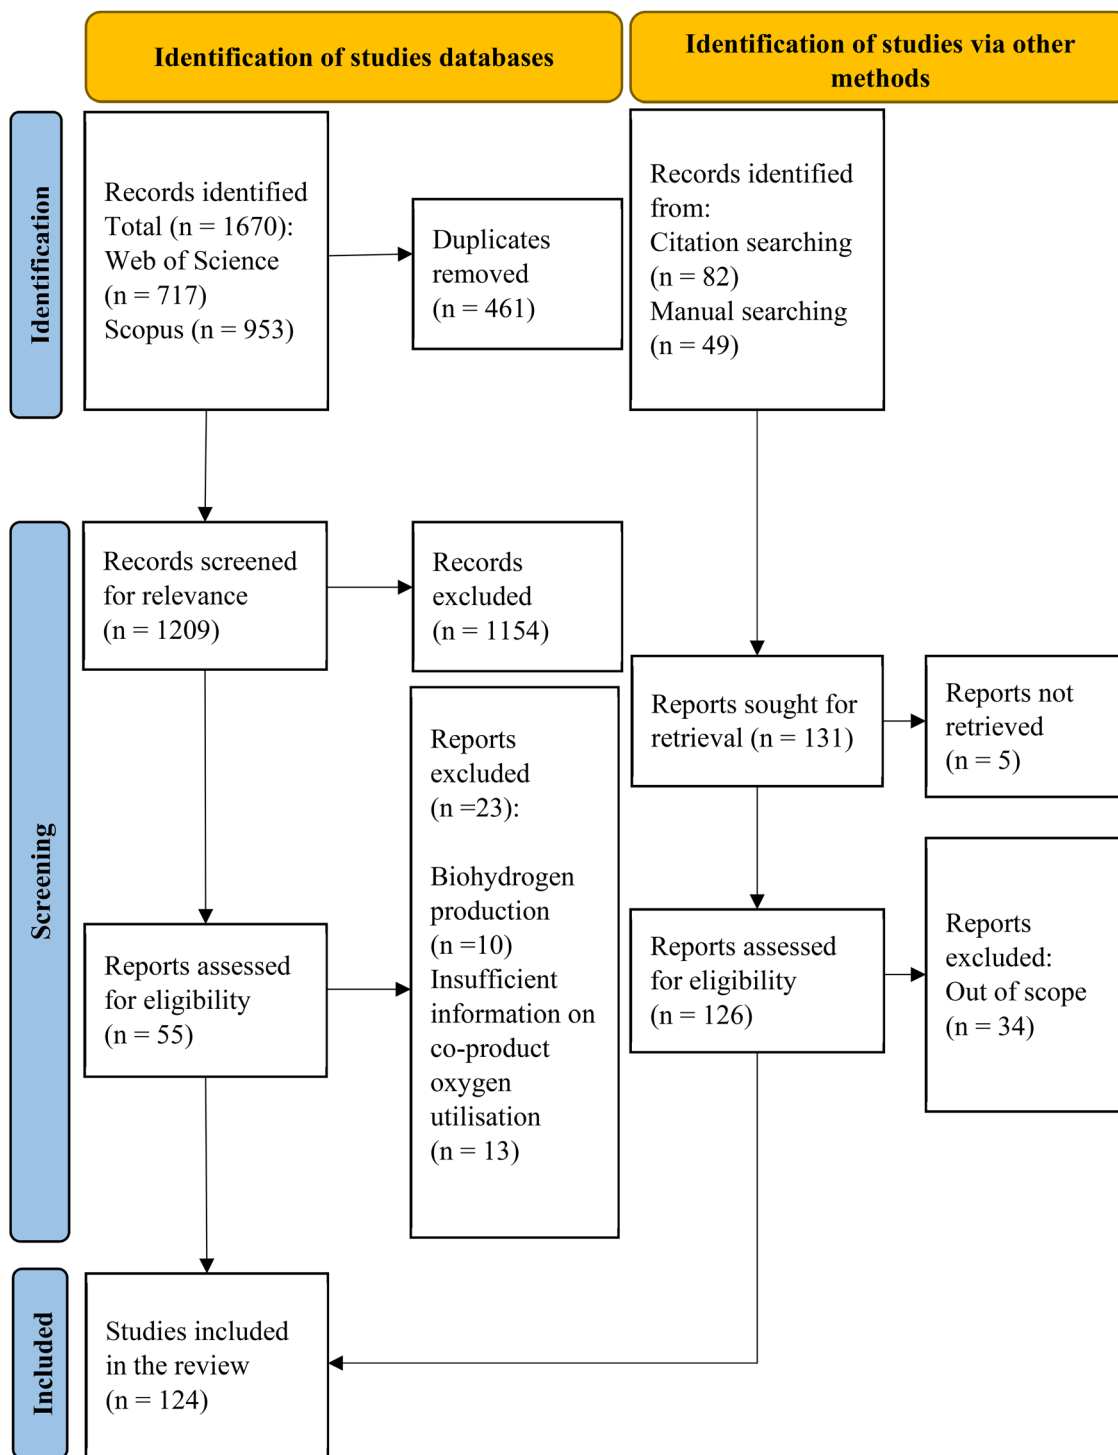 Identification of studies databases
Identification of studies via other
methods
Identification
Records identified
Total (n = 1670):
Web of Science
(n = 717)
Scopus (n = 953)
Duplicates
removed
(n = 461)
Records identified
from:
Citation searching
(n = 82)
Manual searching
(n = 49)
Screening
Records screened
for relevance
(n = 1209)
Records
excluded
(n = 1154)
Reports sought for
retrieval (n = 131)
Reports not
retrieved
(n = 5)
Reports assessed
for eligibility
(n = 55)
Reports
excluded
(n =23):
Biohydrogen
production
(n =10)
Insufficient
information on
co-product
oxygen
utilisation
(n = 13)
Reports assessed
for eligibility
(n = 126)
Reports
excluded:
Out of scope
(n = 34)
Included
Studies included
in the review
(n = 124)